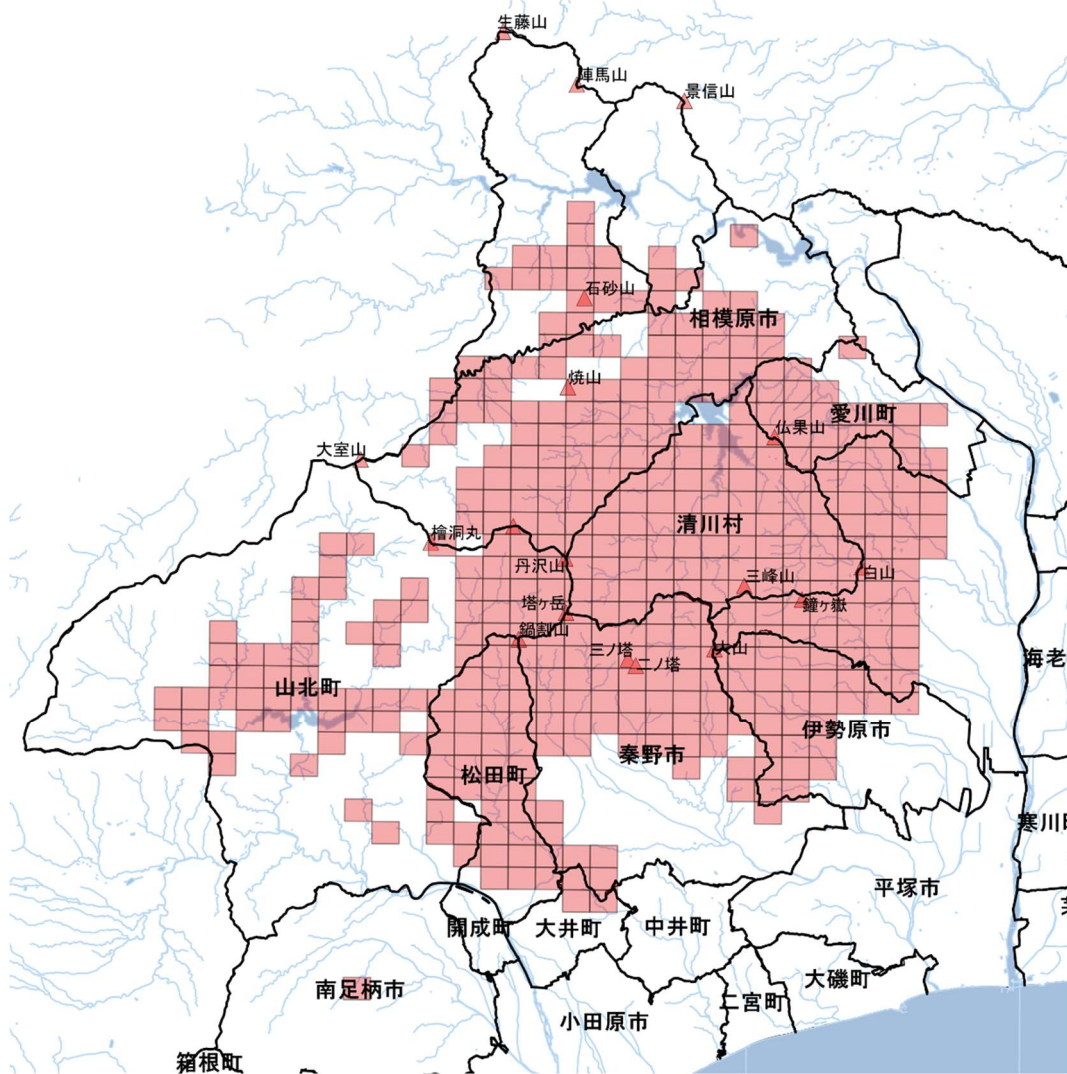 生藤山
陣馬山
景信山
石砂山
相模原市
焼山
愛川町
仏果山
大室山
清川村
檜洞丸
丹沢山
三峰山
白山
塔ヶ岳
鐘ヶ嶽
鍋割山
三ノ塔
大山
二ノ塔
海老
山北町
伊勢原市
秦野市
松田町
寒川町
平塚市
開成町
大井町
中井町
大磯町
南足柄市
二宮町
小田原市
箱根町